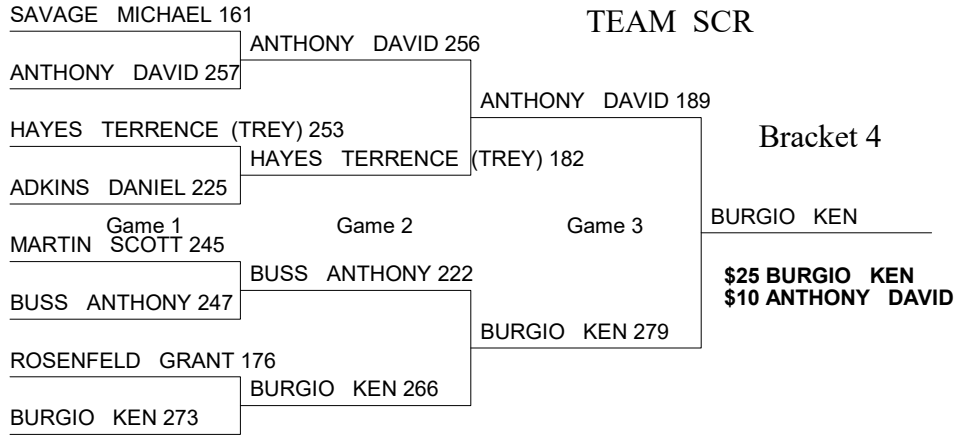 SAVAGE MICHAEL 161
TEAM SCR
ANTHONY DAVID 256
ANTHONY DAVID 257
ANTHONY DAVID 189
HAYES TERRENCE (TREY) 253
Bracket 4
HAYES TERRENCE (TREY) 182
ADKINS DANIEL 225
Game 1
Game 2
Game 3
BURGIO KEN
MARTIN SCOTT 245
BUSS ANTHONY 222
$25 BURGIO KEN
$10 ANTHONY DAVID
BUSS ANTHONY 247
BURGIO KEN 279
ROSENFELD GRANT 176
BURGIO KEN 266
BURGIO KEN 273